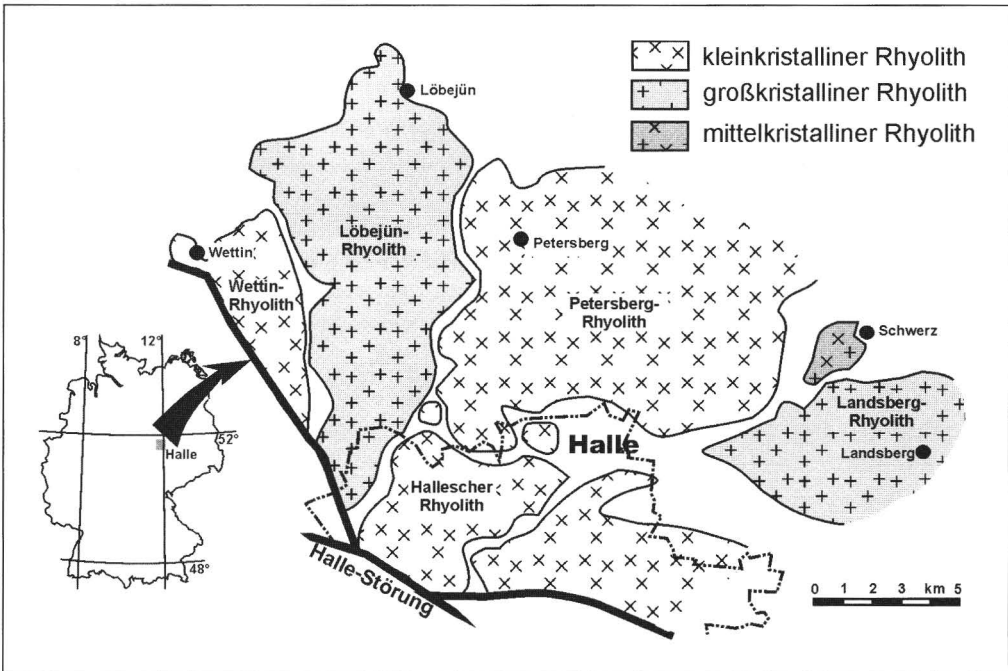 kleinkristalliner Rhyolith
großkristalliner Rhyolith
mittelkristalliner Rhyolith
Löbejün
Löbejün-
Rhyolith
Petersberg
Wettin
Wettin-
Rhyolith
Petersberg-
Rhyolith
Schwerz
Landsberg-
Rhyolith
Landsberg
Halle
Hallescher
Rhyolith
Halle-Störung
8°
12°
52°
Halle
48°
0 1 2 3 km 5